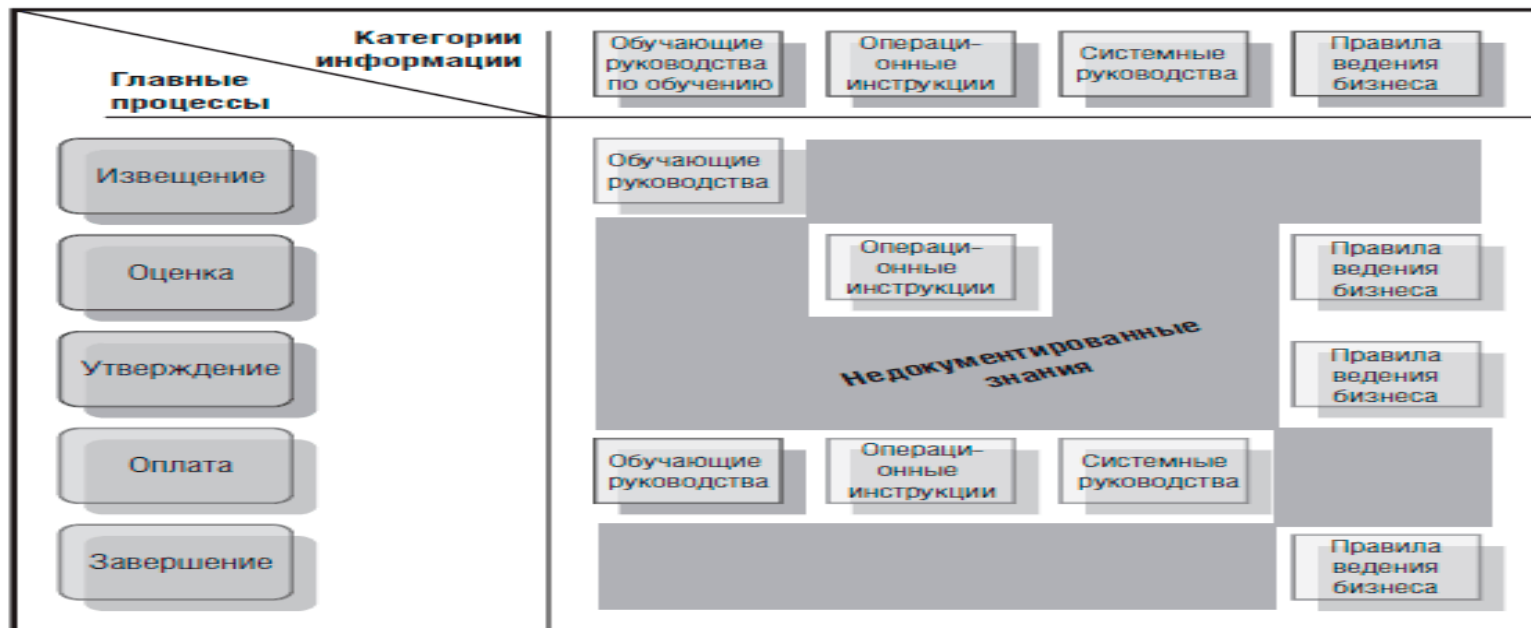 Категории
информации
Главные
процессы
Обучающие
руководства
по обучению
Операци-
онные
инструкции
Системные
руководства
Правила
ведения
бизнеса
Извещение
Обучающие
руководства
Оценка
Операци-
онные
инструкции
Правила
ведения
бизнеса
Утверждение
Недокументированные
знания
Правила
ведения
бизнеса
Оплата
Обучающие
руководства
Операци-
онные
инструкции
Системные
руководства
Завершение
Правила
ведения
бизнеса